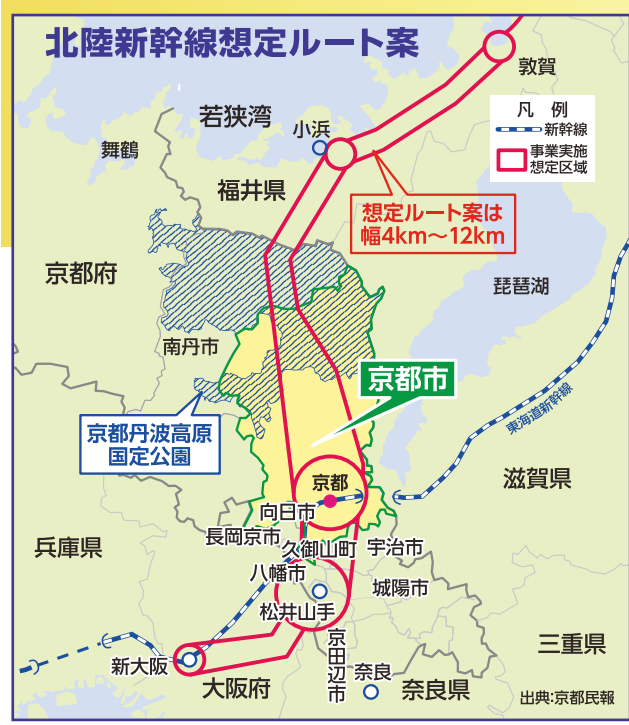 北陸新幹線想定ルート案
敦賀
凡 例
新幹線
事業実施
想定区域
若狭湾
小浜
舞鶴
福井県
想定ルート案は
幅4km〜12km
京都府
琵琶湖
南丹市
京都市
東海道新幹線
京都丹波高原
国定公園
京都
滋賀県
向日市
長岡京市
久御山町
宇治市
兵庫県
八幡市
城陽市
松井山手
京田辺市
三重県
新大阪
大阪府
奈良
奈良県
出典:京都民報